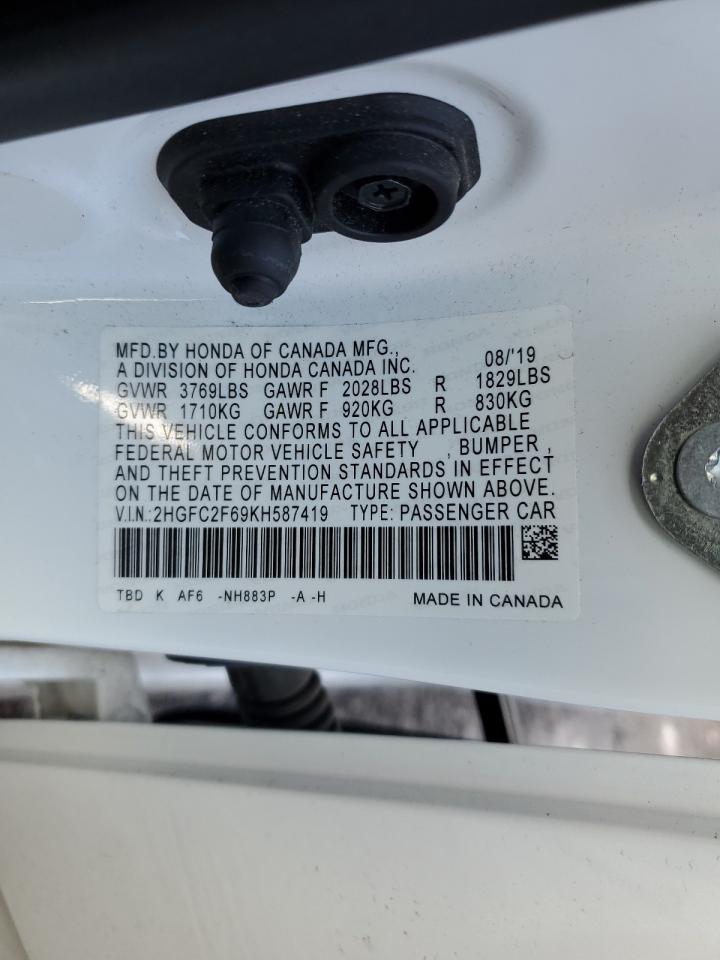 MFD.BY HONDA OF CANADA MFG.,
A DIVISION OF HONDA CANADA INC. 08/'19
GVWR 3769LBS GAWR F 2028LBS R 1829LBS
GVWR 1710KG GAWR F 920KG R 830KG
THIS VEHICLE CONFORMS TO ALL APPLICABLE
FEDERAL MOTOR VEHICLE SAFETY , BUMPER ,
AND THEFT PREVENTION STANDARDS IN EFFECT
ON THE DATE OF MANUFACTURE SHOWN ABOVE.
V.I.N.:2HGFC2F69KH587419 TYPE: PASSENGER CAR
TBD K AF6 -NH883P -A -H MADE IN CANADA